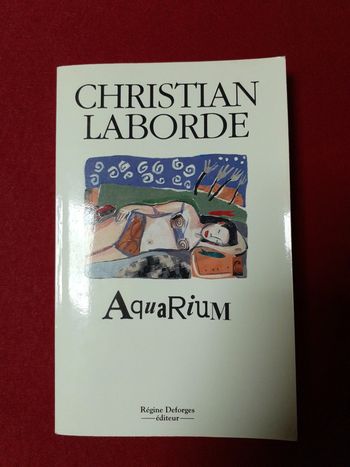 CHRISTIAN
LABORDE
AquaRiuM
Régine Deforges
éditeur